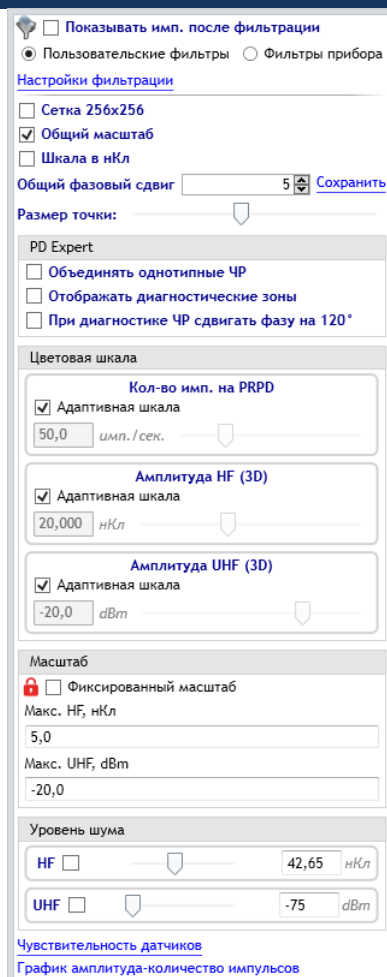 Показывать имп. после фильтрации
Пользовательские фильтры Фильтры прибора
Настройки фильтрации
Сетка 256x256
Общий масштаб
Шкала в нКл
Общий фазовый сдвиг 5 Сохранить
Размер точки:
PD Expert
Объединять однотипные ЧР
Отображать диагностические зоны
При диагностике ЧР сдвигать фазу на 120°
Цветовая шкала
Кол-во имп. на PRPD
Адаптивная шкала
50,0 имп./сек.
Амплитуда HF (3D)
Адаптивная шкала
20,000 нКл
Амплитуда UHF (3D)
Адаптивная шкала
-20,0 dBm
Масштаб
Фиксированный масштаб
Макс. HF, нКл
5,0
Макс. UHF, dBm
-20,0
Уровень шума
HF 42,65 нКл
UHF -75 dBm
Чувствительность датчиков
График амплитуда-количество импульсов